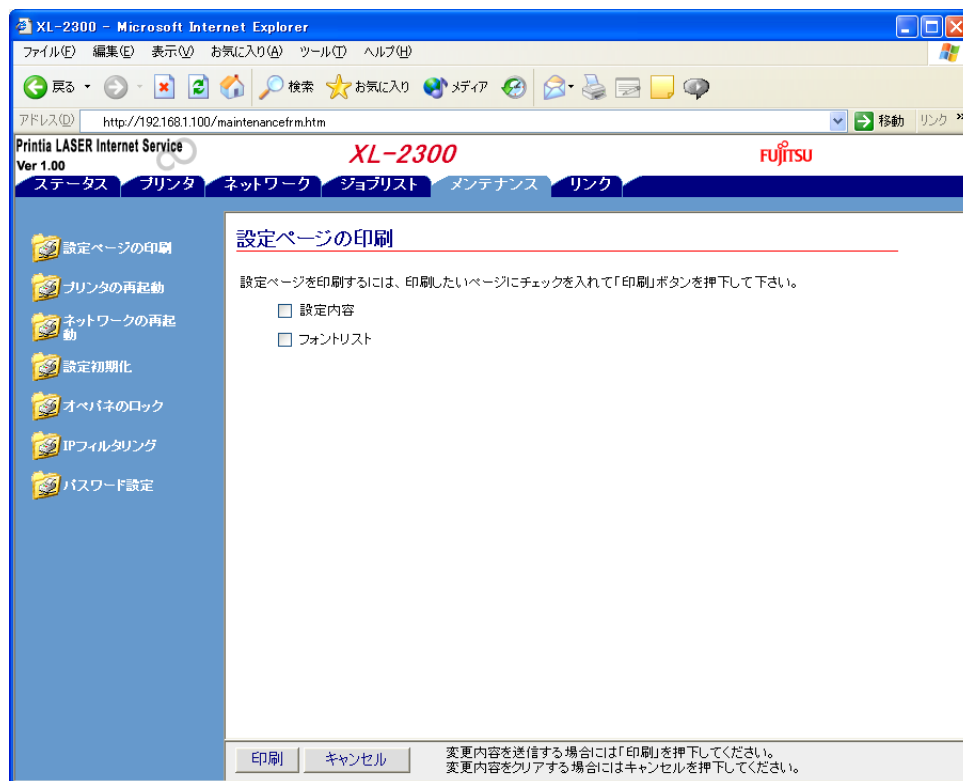 XL-2300 - Microsoft Internet Explorer
ファイル(F) 編集(E) 表示(V) お気に入り(A) ツール(T) ヘルプ(H)
戻る 検索 お気に入り メディア
アドレス(D) http://192.168.1.100/maintenancefrm.htm 移動 リンク »
Printia LASER Internet Service
Ver 1.00
XL-2300
FUJITSU
ステータス プリンタ ネットワーク ジョブリスト メンテナンス リンク
設定ページの印刷
プリンタの再起動
ネットワークの再起
動
設定初期化
オペパネのロック
IPフィルタリング
パスワード設定
設定ページの印刷
設定ページを印刷するには、印刷したいページにチェックを入れて「印刷」ボタンを押下して下さい。
設定内容
フォントリスト
印刷 キャンセル
変更内容を送信する場合には「印刷」を押下してください。
変更内容をクリアする場合にはキャンセルを押下してください。